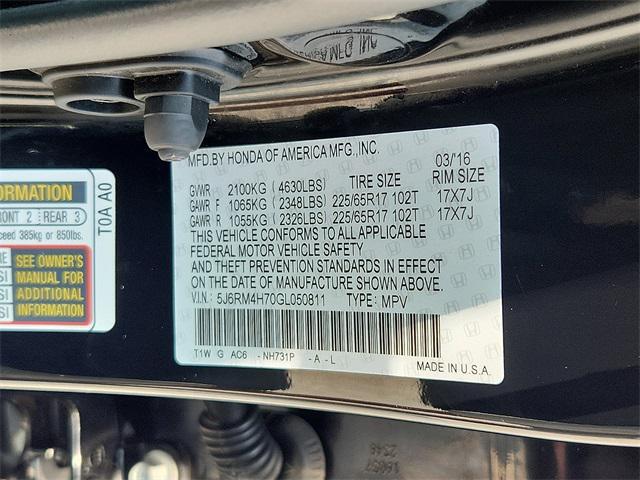 MFD.BY HONDA OF AMERICA MFG.,INC. 03/16
GVWR 2100KG (4630LBS) TIRE SIZE RIM SIZE
GAWR F 1065KG (2348LBS) 225/65R17 102T 17X7J
GAWR R 1055KG (2326LBS) 225/65R17 102T 17X7J
THIS VEHICLE CONFORMS TO ALL APPLICABLE
FEDERAL MOTOR VEHICLE SAFETY
AND THEFT PREVENTION STANDARDS IN EFFECT
ON THE DATE OF MANUFACTURE SHOWN ABOVE.
V.I.N: 5J6RM4H70GL050811 TYPE: MPV
T1W G AC6 -NH731P -A-L
MADE IN U.S.A.
ORMATION
RONT 2 REAR 3
ceed 385kg or 850lbs.
SEE OWNER'S
MANUAL FOR
ADDITIONAL
INFORMATION
T0A A0